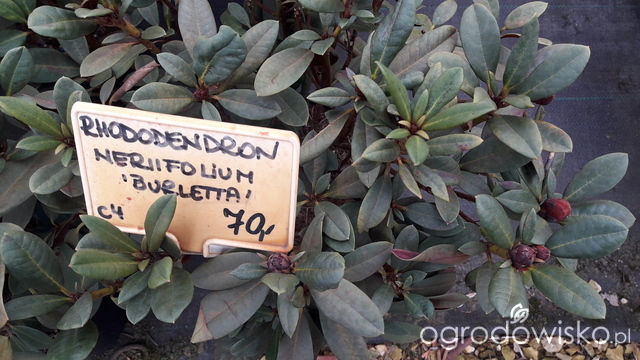 RHODODENDRON
NERIIFOLIUM
'BURLETTA'
C4 70,-
ogrodowisko.pl